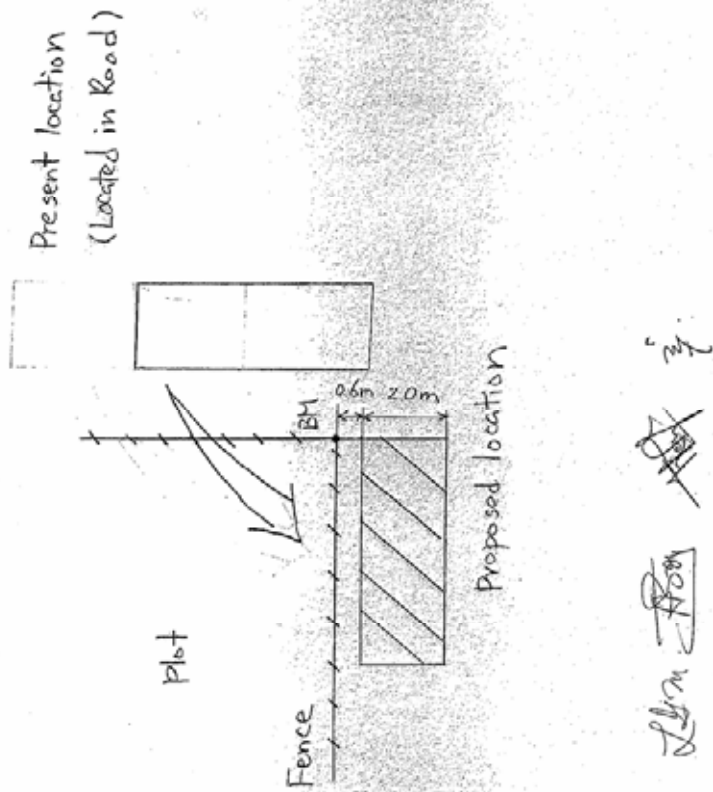 Present location
(Located in Road)
BM
0.6m 2.0m
Plot
Fence
Proposed location